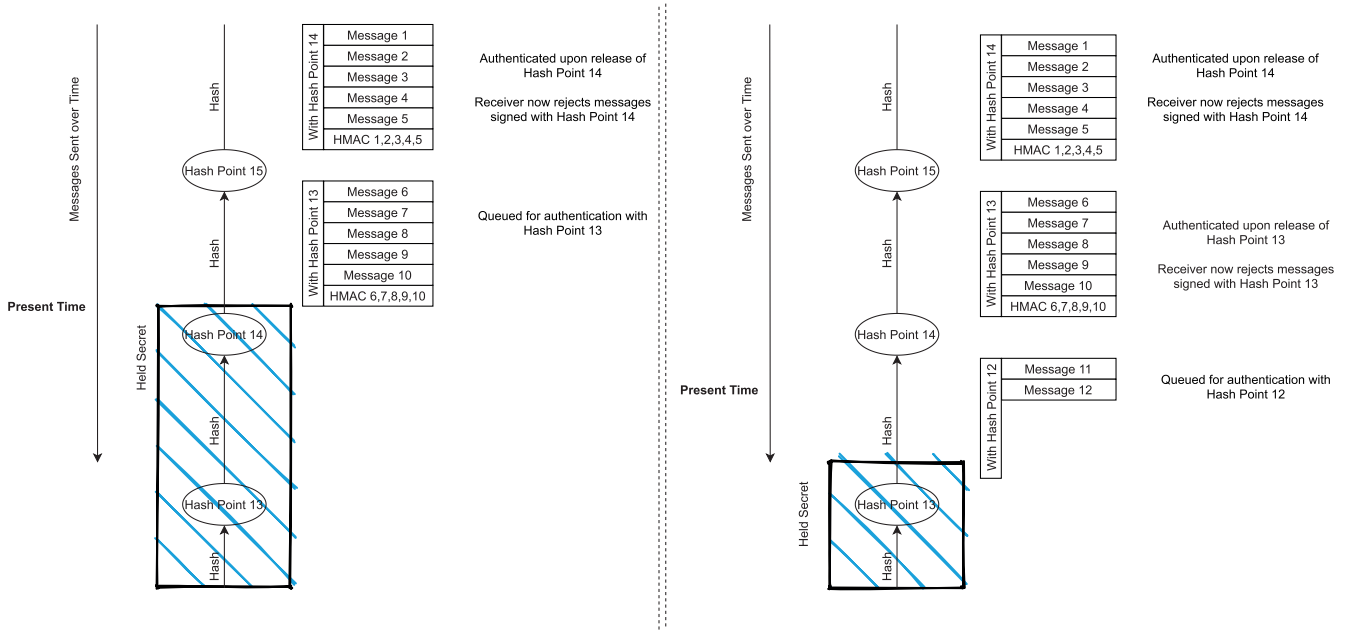 Messages Sent over Time
Present Time
Held Secret
Hash
Hash Point 15
Hash
Hash Point 14
Hash
Hash Point 13
Hash
With Hash Point 14
Message 1
Message 2
Message 3
Message 4
Message 5
HMAC 1,2,3,4,5
Authenticated upon release of
Hash Point 14
Receiver now rejects messages
signed with Hash Point 14
With Hash Point 13
Message 6
Message 7
Message 8
Message 9
Message 10
HMAC 6,7,8,9,10
Queued for authentication with
Hash Point 13
Messages Sent over Time
Present Time
Held Secret
Hash
Hash Point 15
Hash
Hash Point 14
Hash
Hash Point 13
Hash
With Hash Point 14
Message 1
Message 2
Message 3
Message 4
Message 5
HMAC 1,2,3,4,5
Authenticated upon release of
Hash Point 14
Receiver now rejects messages
signed with Hash Point 14
With Hash Point 13
Message 6
Message 7
Message 8
Message 9
Message 10
HMAC 6,7,8,9,10
Authenticated upon release of
Hash Point 13
Receiver now rejects messages
signed with Hash Point 13
With Hash Point 12
Message 11
Message 12
Queued for authentication with
Hash Point 12